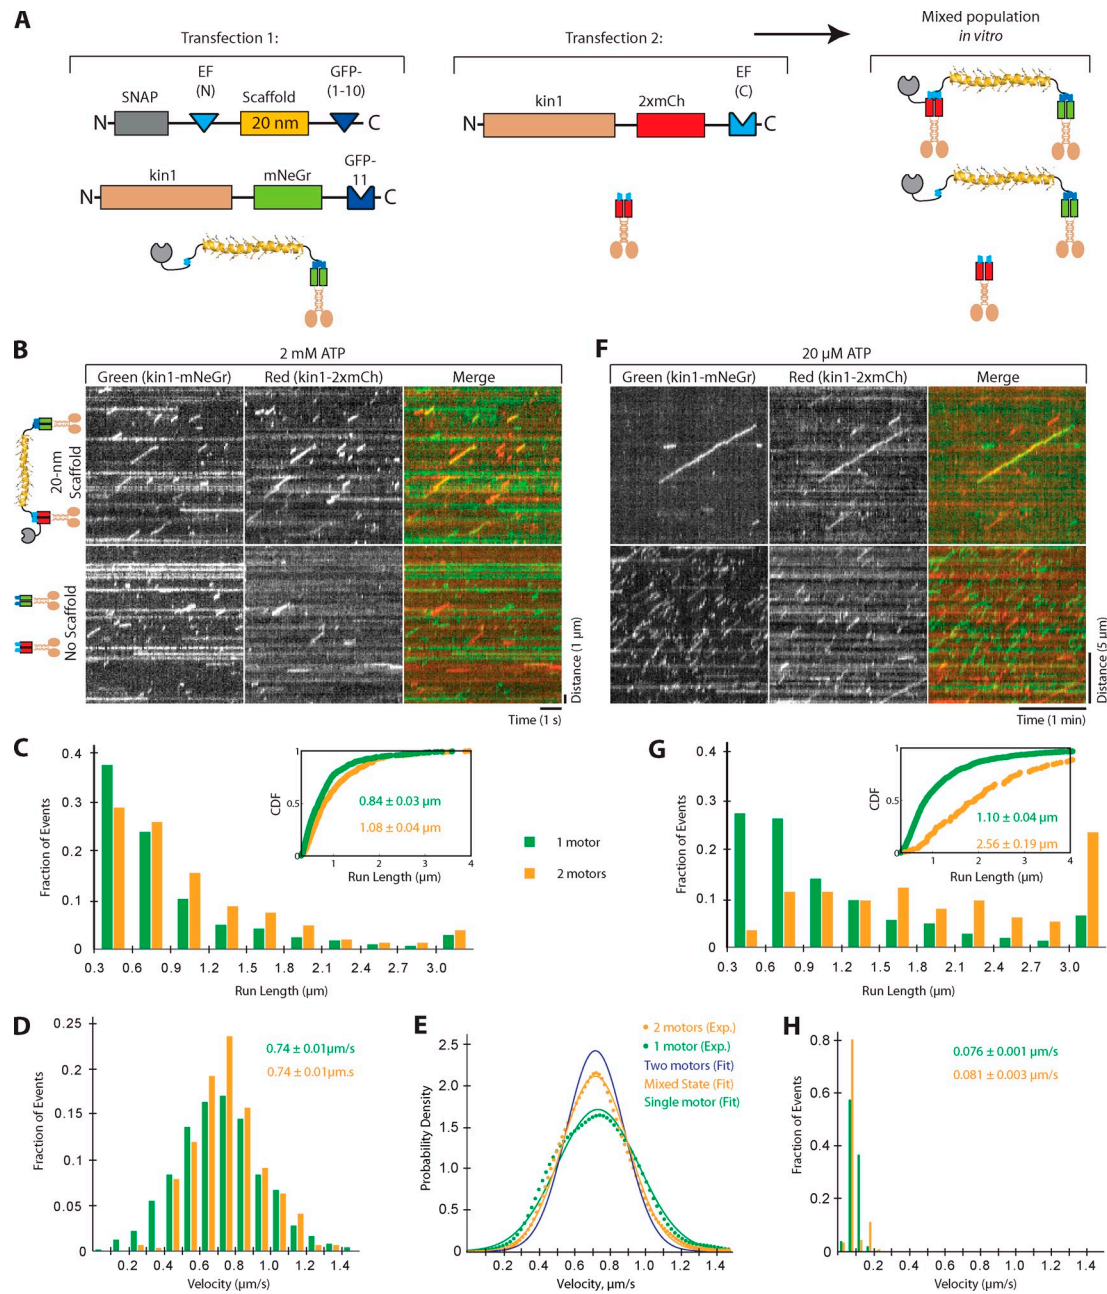 A
Transfection 1:
Transfection 2:
Mixed population
in vitro
SNAP
EF
(N)
Scaffold
GFP-
(1-10)
N
20 nm
C
kin1
mNeGr
GFP-
11
N
C
kin1
2xmCh
EF
(C)
N
C
B
2 mM ATP
Green (kin1-mNeGr)
Red (kin1-2xmCh)
Merge
20-nm
Scaffold
No Scaffold
Distance (1 µm)
Time (1 s)
F
20 µM ATP
Green (kin1-mNeGr)
Red (kin1-2xmCh)
Merge
Distance (5 µm)
Time (1 min)
C
Fraction of Events
0.4
0.3
0.2
0.1
0
0.3
0.6
0.9
1.2
1.5
1.8
2.1
2.4
2.7
3.0
Run Length (µm)
CDF
1
0.5
0
1
2
3
4
Run Length (µm)
0.84 ± 0.03 µm
1.08 ± 0.04 µm
1 motor
2 motors
G
Fraction of Events
0.4
0.3
0.2
0.1
0
0.3
0.6
0.9
1.2
1.5
1.8
2.1
2.4
2.7
3.0
Run Length (µm)
CDF
1
0.5
0
1
2
3
4
Run Length (µm)
1.10 ± 0.04 µm
2.56 ± 0.19 µm
D
Fraction of Events
0.25
0.2
0.15
0.1
0.05
0
0.2
0.4
0.6
0.8
1.0
1.2
1.4
Velocity (µm/s)
0.74 ± 0.01µm/s
0.74 ± 0.01µm.s
E
Probability Density
2.5
2.0
1.5
1.0
0.5
0
0.2
0.4
0.6
0.8
1.0
1.2
1.4
Velocity, µm/s
2 motors (Exp.)
1 motor (Exp.)
Two motors (Fit)
Mixed State (Fit)
Single motor (Fit)
H
Fraction of Events
0.8
0.6
0.4
0.2
0
0.2
0.4
0.6
0.8
1.0
1.2
1.4
Velocity (µm/s)
0.076 ± 0.001 µm/s
0.081 ± 0.003 µm/s